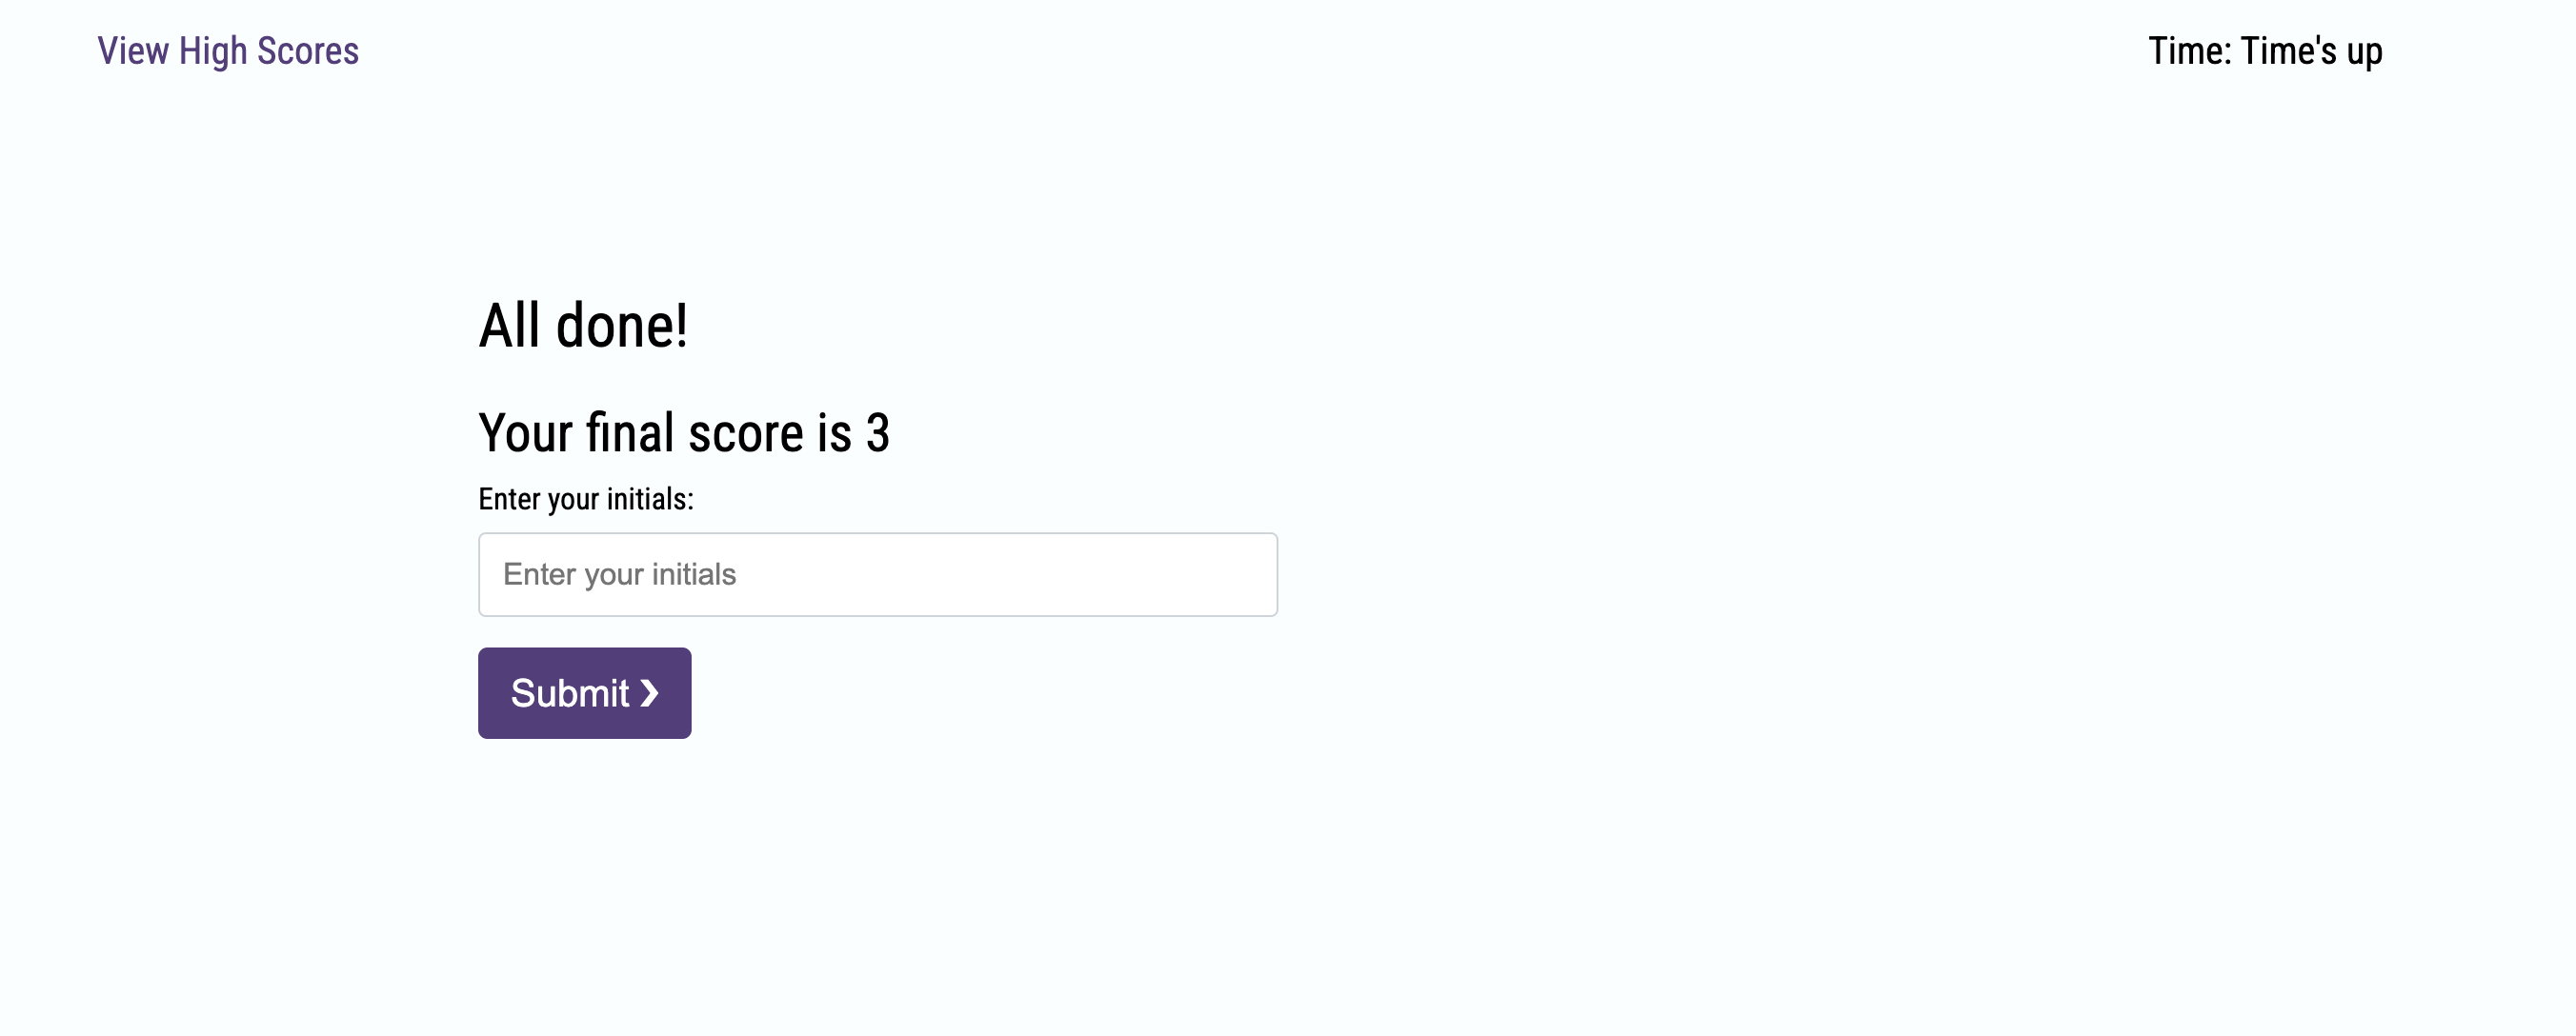 View High Scores
Time: Time's up
All done!
Your final score is 3
Enter your initials:
Enter your initials
Submit ❯